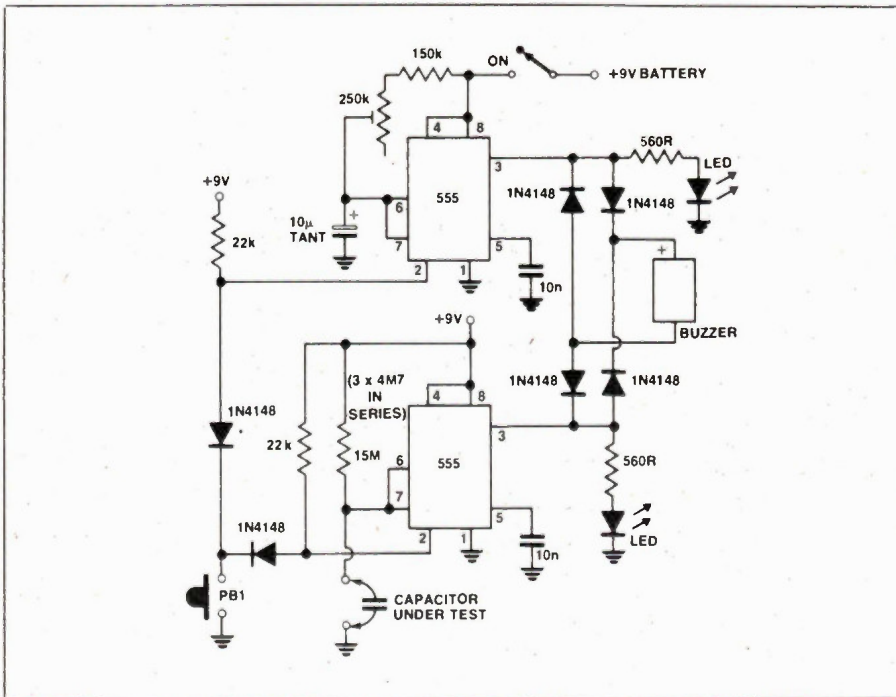 150k
ON
+9V BATTERY
250k
4
8
560R
LED
3
+9V
1N4148
1N4148
6
555
10μ
TANT
+
22k
7
5
+
2
1
10n
BUZZER
+9V
1N4148
1N4148
(3 x 4M7
IN
SERIES)
4
8
1N4148
22k
3
15M
6
555
560R
7
5
1N4148
2
1
10n
LED
PB1
CAPACITOR
UNDER TEST